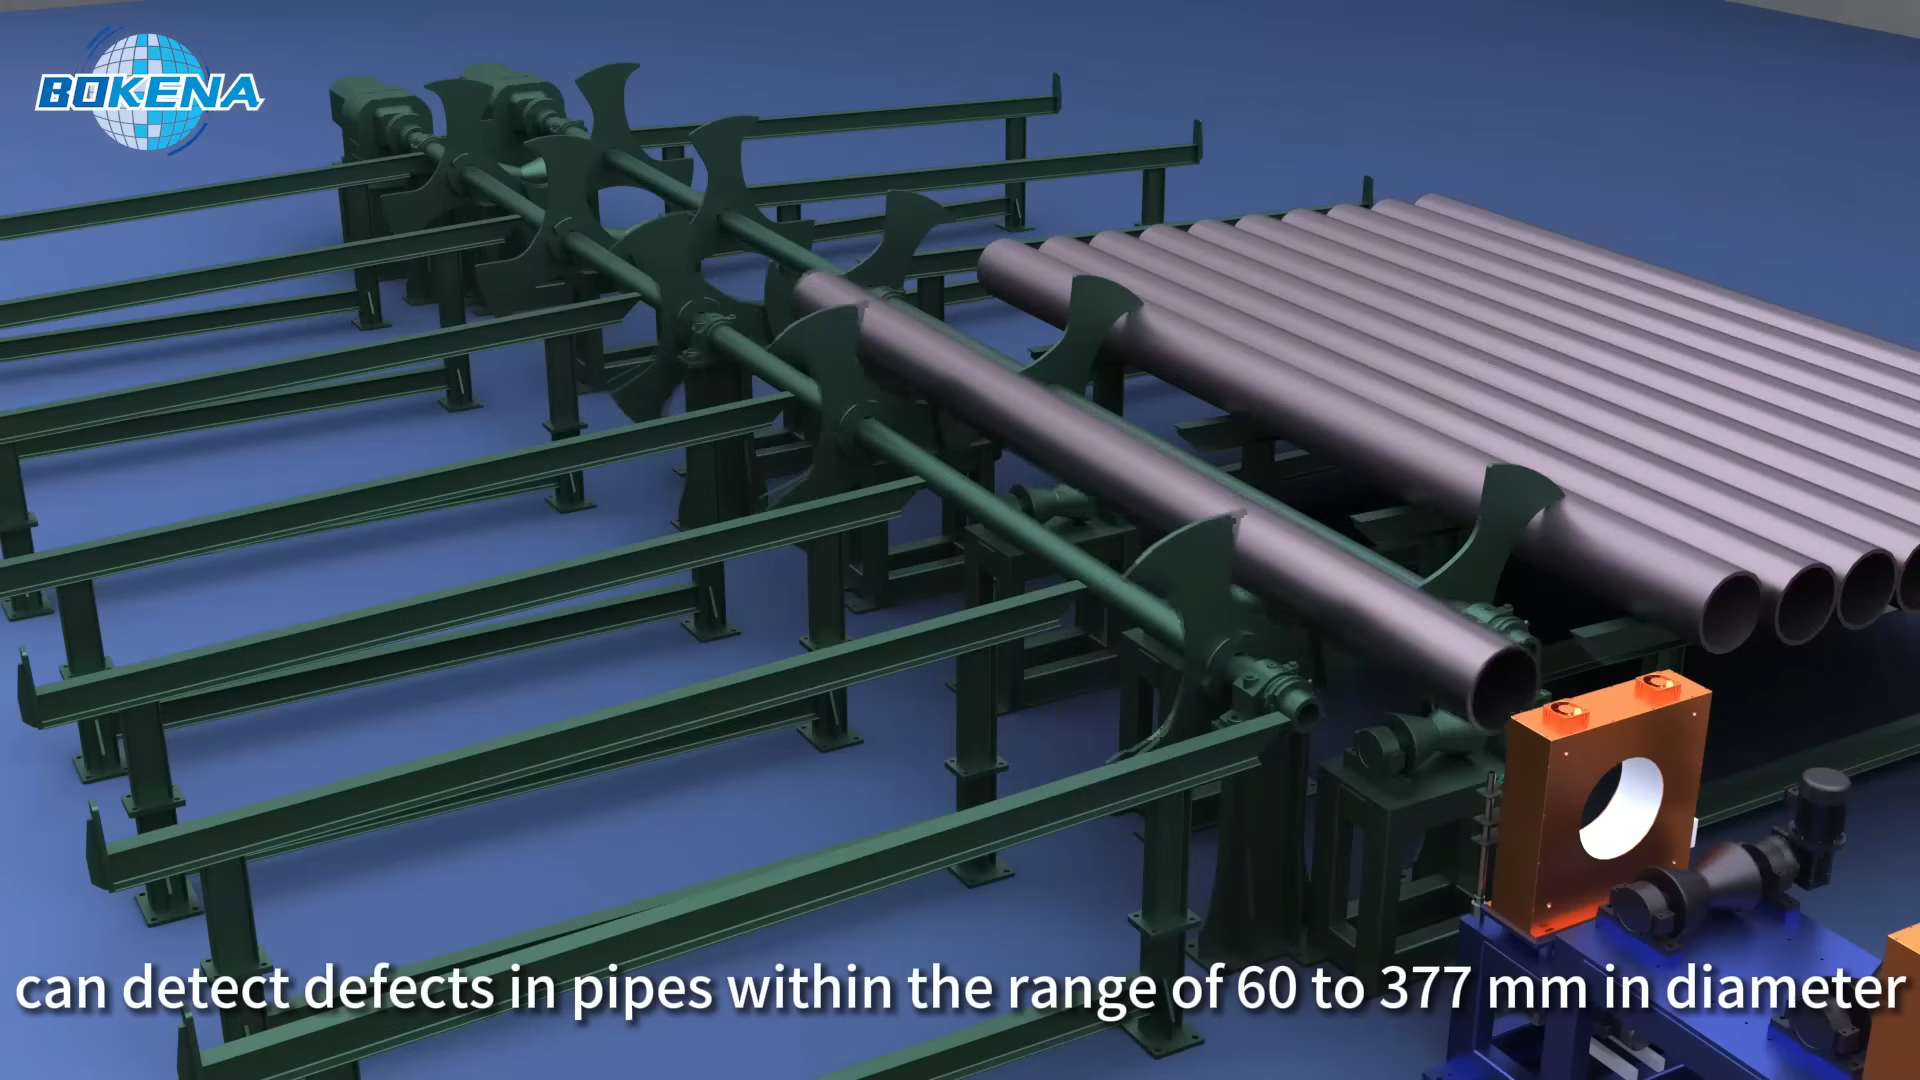 BOKENA
can detect defects in pipes within the range of 60 to 377 mm in diameter